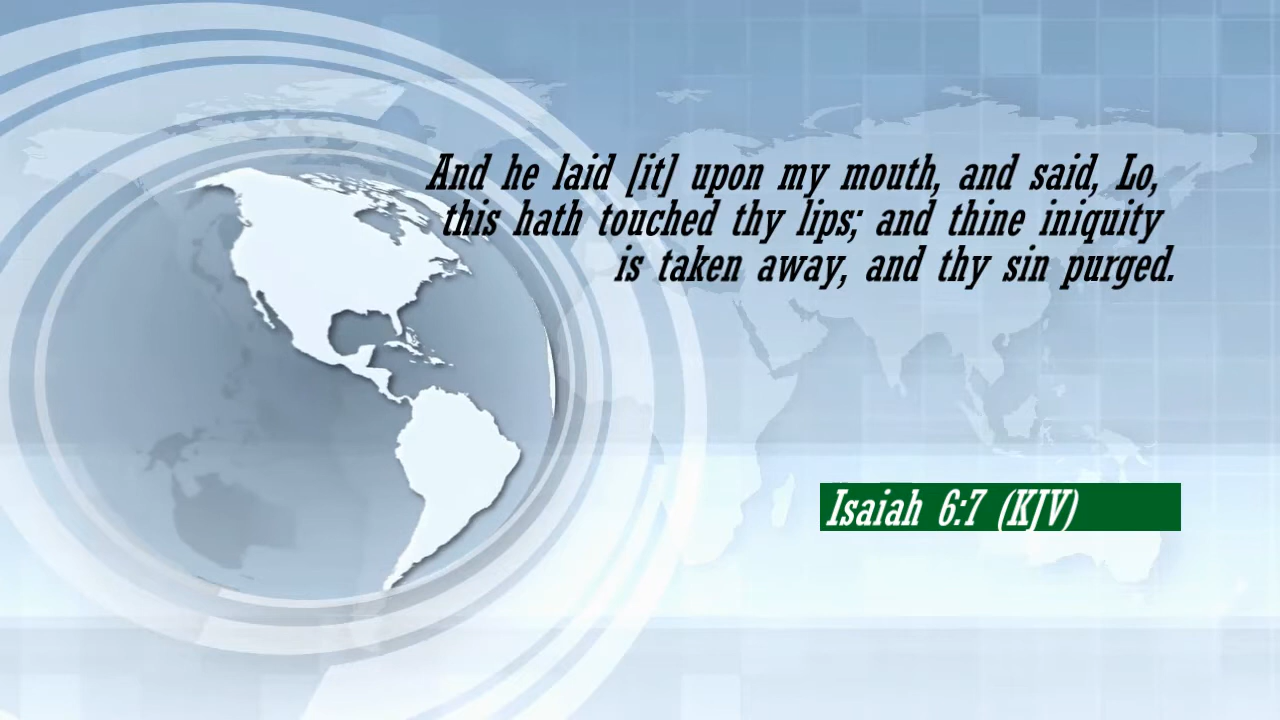 And he laid [it] upon my mouth, and said, Lo,
this hath touched thy lips; and thine iniquity
is taken away, and thy sin purged.
Isaiah 6:7 (KJV)